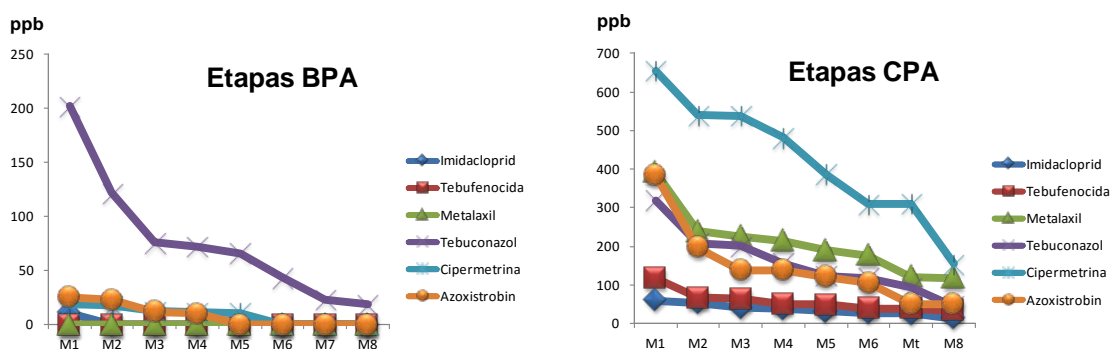 ppb
Etapas BPA
250
200
150
100
50
0
M1 M2 M3 M4 M5 M6 M7 M8
Imidacloprid
Tebufenocida
Metalaxil
Tebuconazol
Cipermetrina
Azoxistrobin
ppb
Etapas CPA
700
600
500
400
300
200
100
0
M1 M2 M3 M4 M5 M6 Mt M8
Imidacloprid
Tebufenocida
Metalaxil
Tebuconazol
Cipermetrina
Azoxistrobin